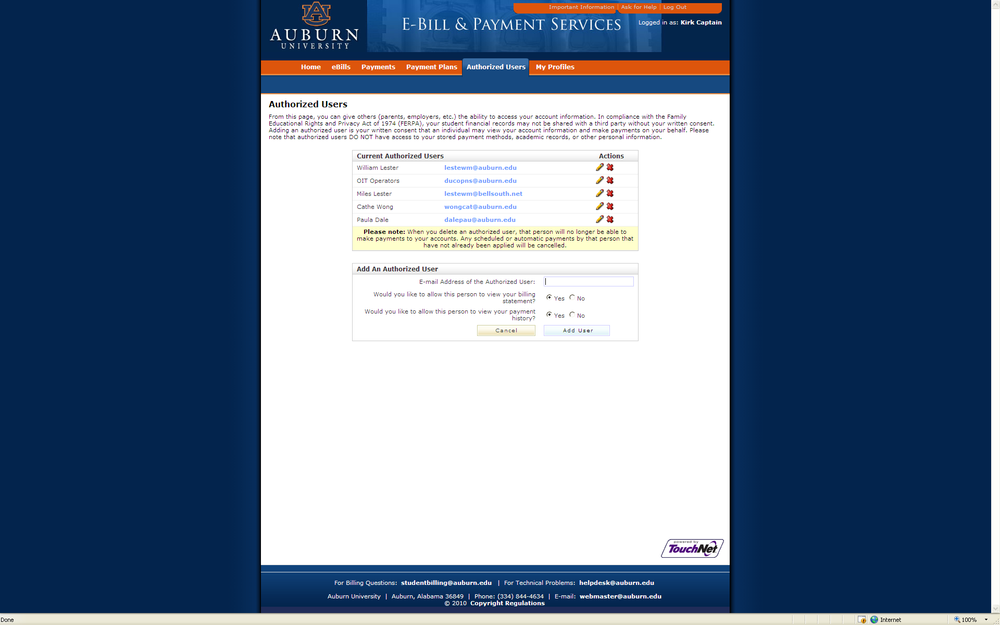 AUBURN
UNIVERSITY
E-BILL & PAYMENT SERVICES
Important Information | Ask for Help | Log Out
Logged in as: Kirk Captain
Home eBills Payments Payment Plans Authorized Users My Profiles
Authorized Users
From this page, you can give others (parents, employers, etc.) the ability to access your account information. In compliance with the Family
Educational Rights and Privacy Act of 1974 (FERPA), your student financial records may not be shared with a third party without your written consent.
Adding an authorized user is your written consent that an individual may view your account information and make payments on your behalf. Please
note that authorized users DO NOT have access to your stored payment methods, academic records, or other personal information.
Current Authorized Users Actions
William Lester lestewm@auburn.edu
OIT Operators ducopns@auburn.edu
Miles Lester lestewm@bellsouth.net
Cathe Wong wongcat@auburn.edu
Paula Dale dalepau@auburn.edu
Please note: When you delete an authorized user, that person will no longer be able to
make payments to your accounts. Any scheduled or automatic payments by that person that
have not already been applied will be cancelled.
Add An Authorized User
E-mail Address of the Authorized User:
Would you like to allow this person to view your billing
statement?
Yes No
Would you like to allow this person to view your payment
history?
Yes No
Cancel Add User
powered by
TouchNet
For Billing Questions: studentbilling@auburn.edu | For Technical Problems: helpdesk@auburn.edu
Auburn University | Auburn, Alabama 36849 | Phone: (334) 844-4634 | E-mail: webmaster@auburn.edu
© 2010 Copyright Regulations
Done Internet 100%